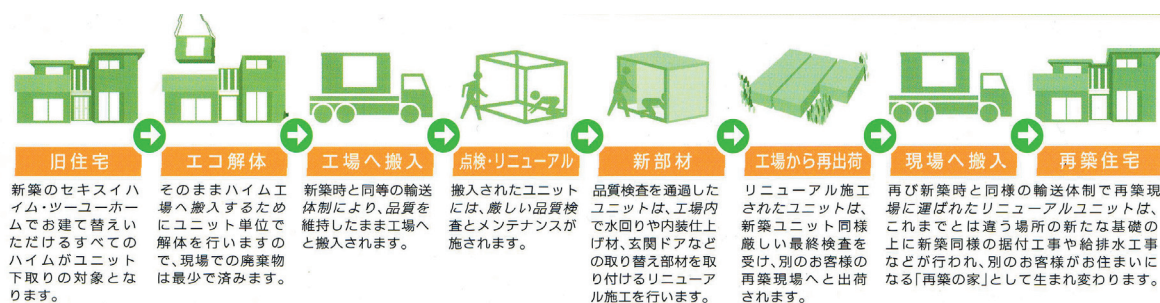 旧住宅
新築のセキスイハ
イム・ツーユーホー
ムでお建て替えい
ただけるすべての
ハイムがユニット
下取りの対象とな
ります。
エコ解体
そのままハイムエ
場へ搬入するため
にユニット単位で
解体を行いますの
で、現場での廃棄物
は最少で済みます。
工場へ搬入
新築時と同等の輸送
体制により、品質を
維持したまま工場へ
と搬入されます。
点検・リニューアル
搬入されたユニット
には、厳しい品質検
査とメンテナンスが
施されます。
新部材
品質検査を通過した
ユニットは、工場内
で水回りや内装仕上
げ材、玄関ドアなど
の取り替え部材を取
り付けるリニューア
ル施工を行います。
工場から再出荷
リニューアル施工
されたユニットは、
新築ユニット同様
厳しい最終検査を
受け、別のお客様の
再築現場へと出荷
されます。
現場へ搬入
再築住宅
再び新築時と同様の輸送体制で再築現
場に運ばれたリニューアルユニットは、
これまでとは違う場所の新たな基礎の
上に新築同様の据付工事や給排水工事
などが行われ、別のお客様がお住まいに
なる「再築の家」として生まれ変わります。